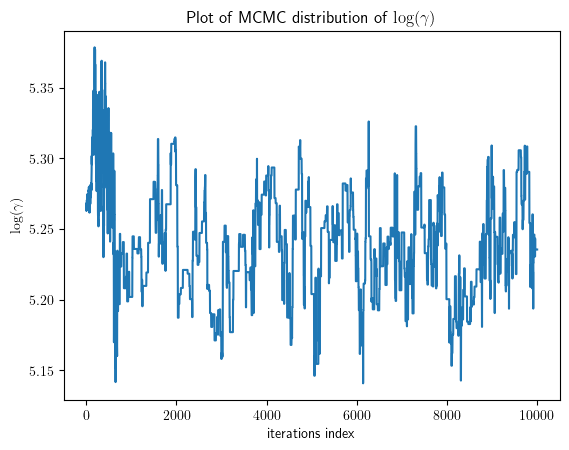 Plot of MCMC distribution of log(γ)
log(γ)
5.35
5.30
5.25
5.20
5.15
0 2000 4000 6000 8000 10000
iterations index